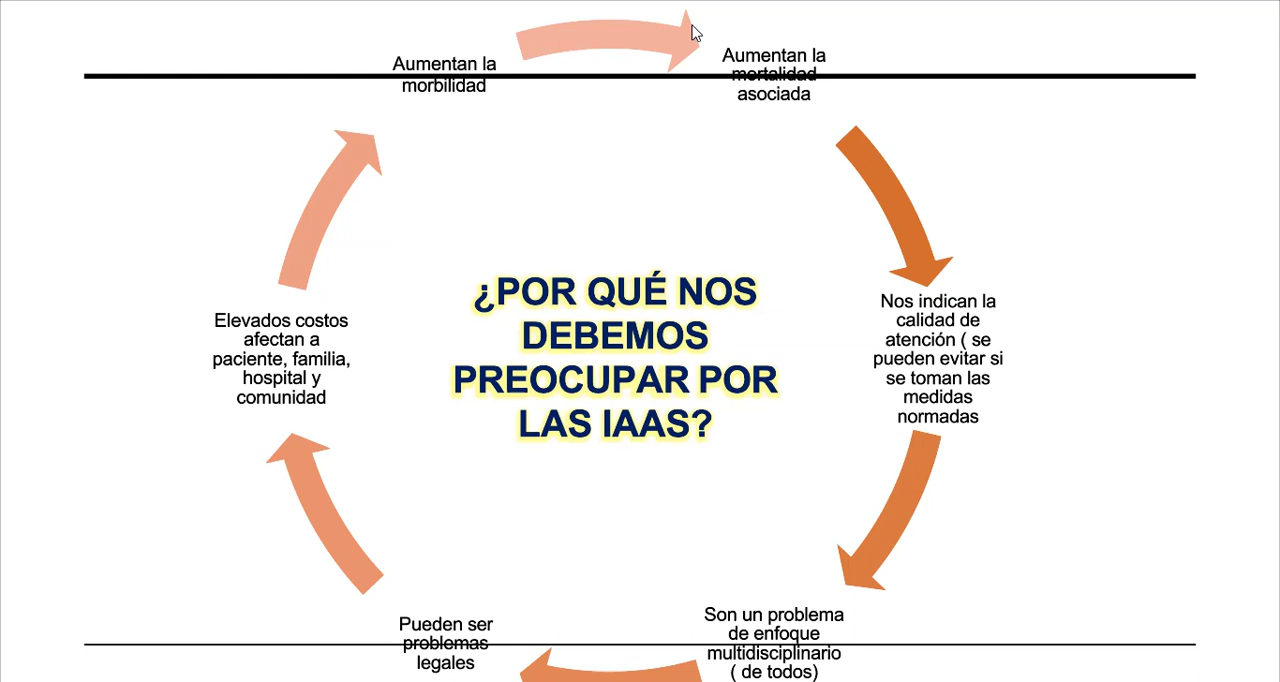 Aumentan la
morbilidad
Aumentan la
mortalidad
asociada
Nos indican la
calidad de
atención ( se
pueden evitar si
se toman las
medidas
normadas
Son un problema
de enfoque
multidisciplinario
( de todos)
Pueden ser
problemas
legales
Elevados costos
afectan a
paciente, familia,
hospital y
comunidad
¿POR QUÉ NOS
DEBEMOS
PREOCUPAR POR
LAS IAAS?